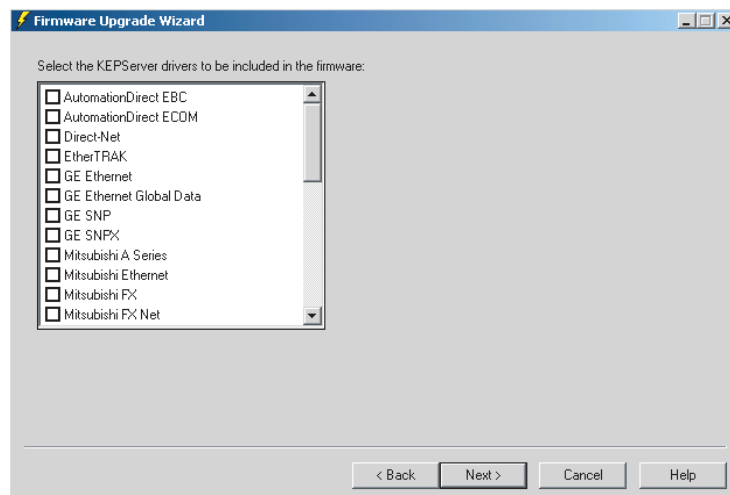 Firmware Upgrade Wizard
Select the KEPServer drivers to be included in the firmware:
AutomationDirect EBC
AutomationDirect ECOM
Direct-Net
EtherTRAK
GE Ethernet
GE Ethernet Global Data
GE SNP
GE SNPX
Mitsubishi A Series
Mitsubishi Ethernet
Mitsubishi FX
Mitsubishi FX Net
< Back Next > Cancel Help